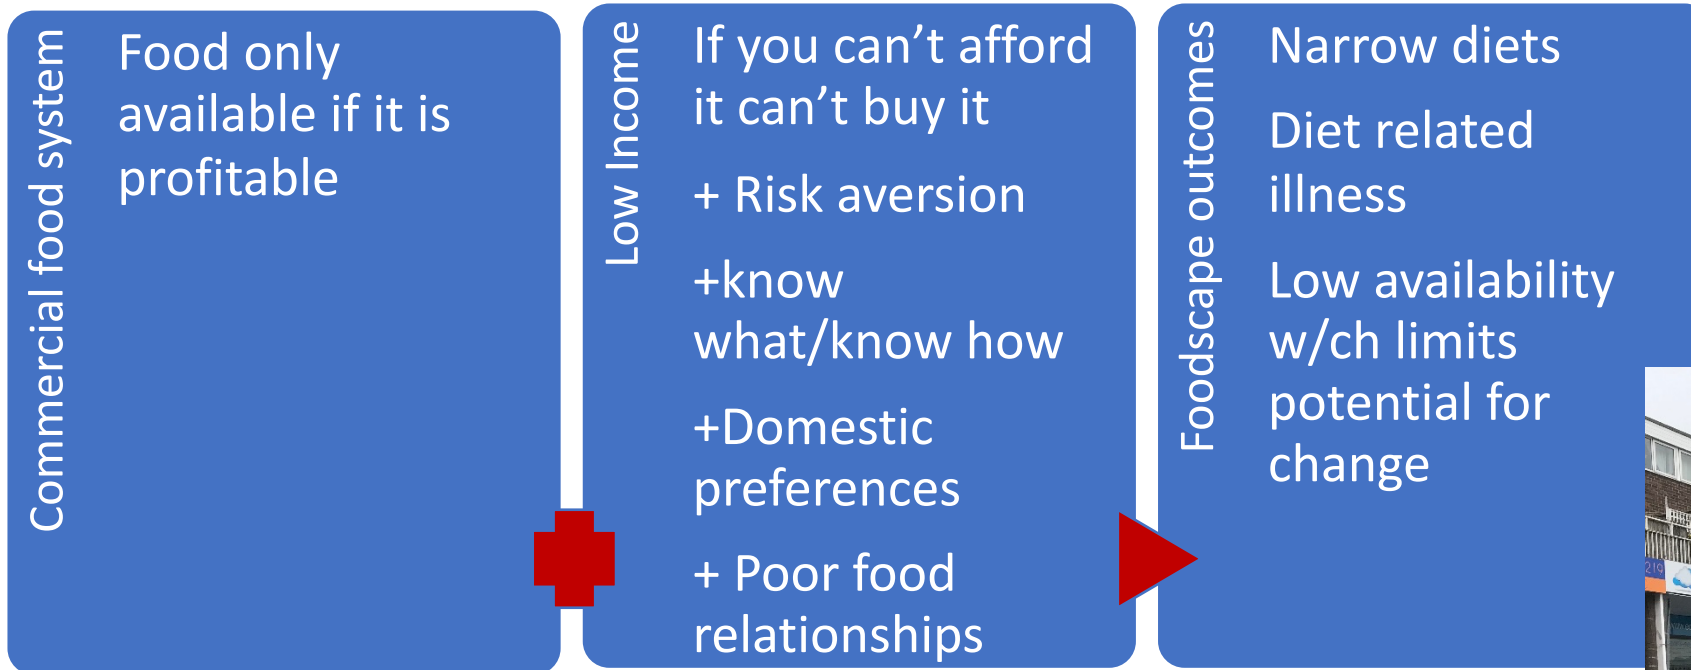 Commercial food system
Food only
available if it is
profitable
Low Income
If you can’t afford
it can’t buy it
+ Risk aversion
+know
what/know how
+Domestic
preferences
+ Poor food
relationships
Foodscape outcomes
Narrow diets
Diet related
illness
Low availability
w/ch limits
potential for
change
219